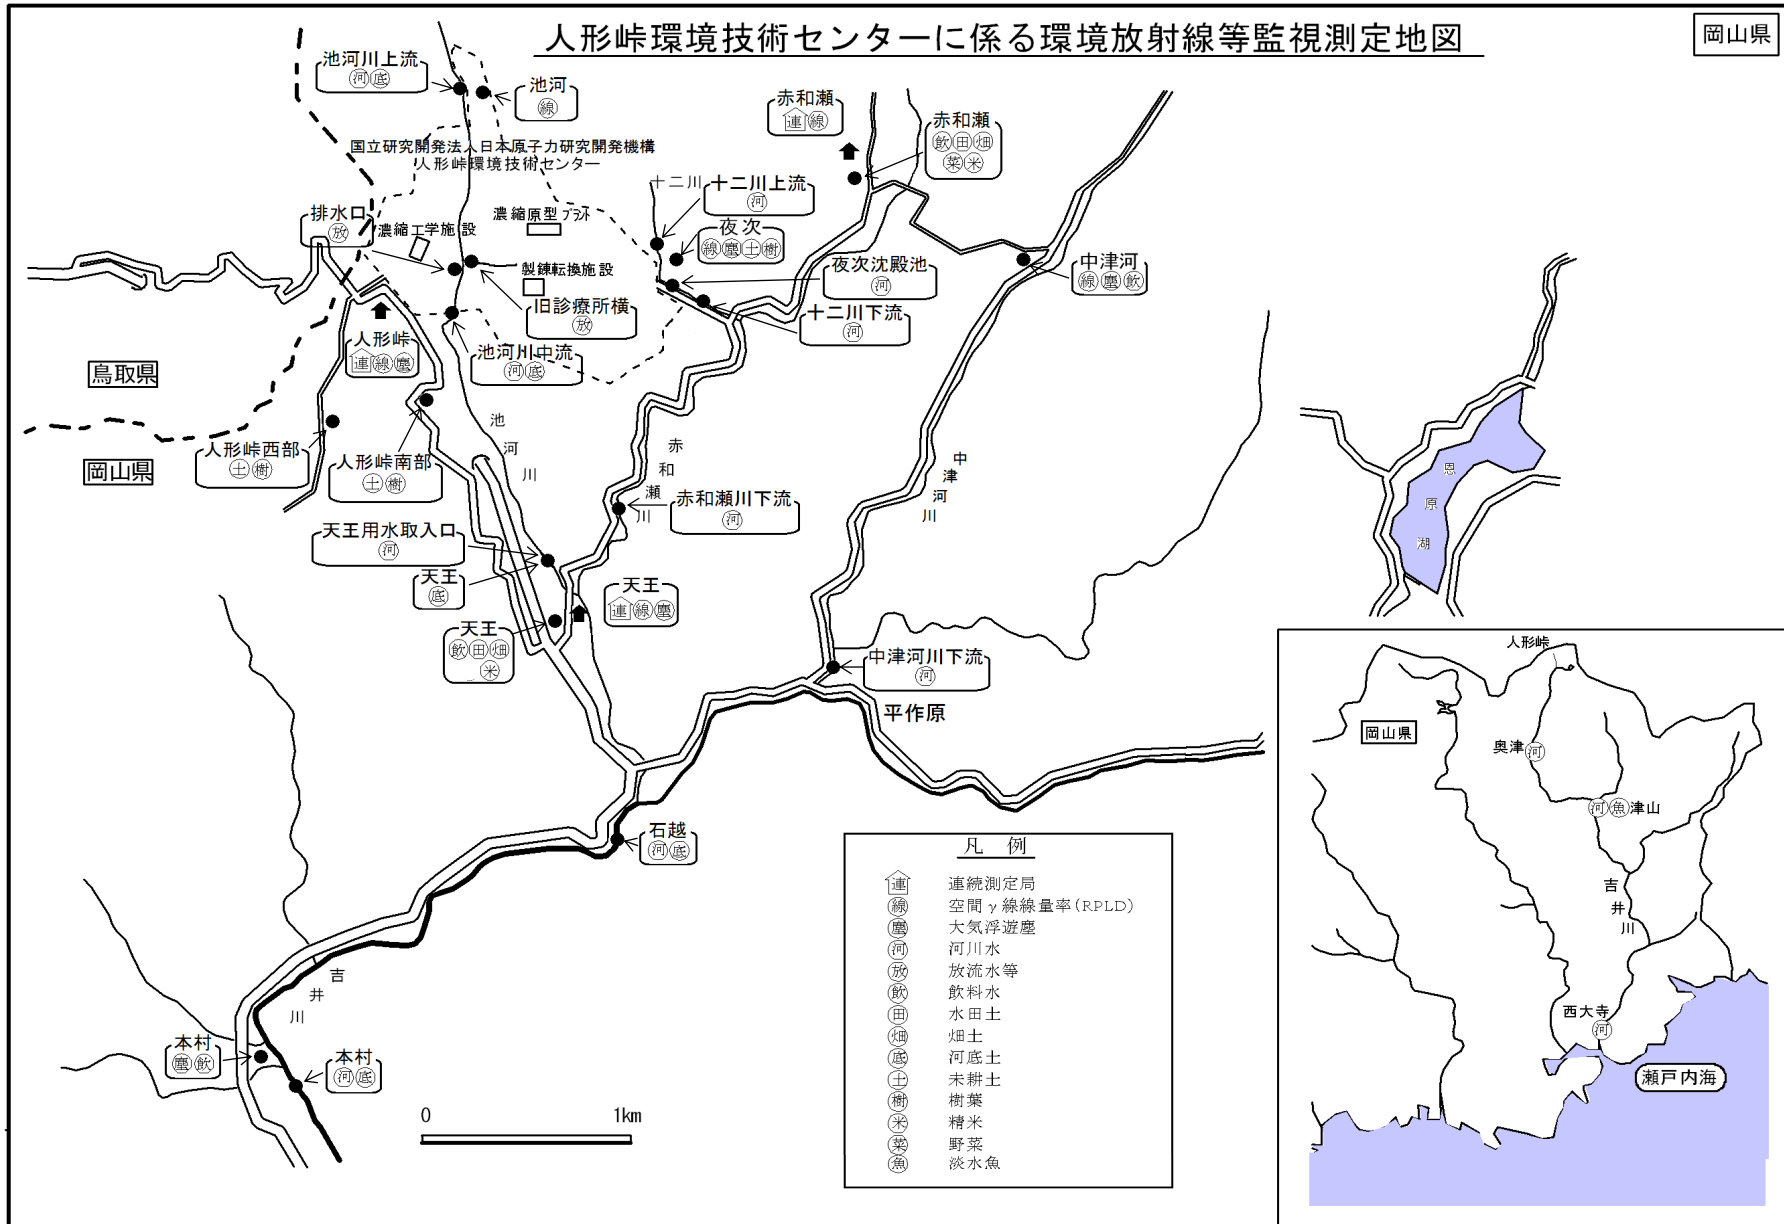 人形峠環境技術センターに係る環境放射線等監視測定地図
岡山県
池河川上流
河 底
池河
線
国立研究開発法人日本原子力研究開発機構
人形峠環境技術センター
赤和瀬
連 線
赤和瀬
飲 田 畑
菜 米
排水口
放
濃縮工学施設
濃縮原型プラント
製錬転換施設
十二川
十二川上流
河
夜次
線 塵 土 樹
夜次沈殿池
河
十二川下流
河
中津河
線 塵 飲
旧診療所横
放
人形峠
連 線 塵
池河川中流
河 底
鳥取県
岡山県
人形峠西部
土 樹
人形峠南部
土 樹
池河川
赤和瀬川
中津河川
恩原湖
赤和瀬川下流
河
天王用水取入口
河
天王
底
天王
連 線 塵
天王
飲 田 畑
米
中津河川下流
河
平作原
石越
河 底
吉井川
本村
塵 飲
本村
河 底
0 1km
凡 例
連 連続測定局
線 空間γ線線量率(RPLD)
塵 大気浮遊塵
河 河川水
放 放流水等
飲 飲料水
田 水田土
畑 畑土
底 河底土
土 未耕土
樹 樹葉
米 精米
菜 野菜
魚 淡水魚
人形峠
岡山県
奥津 河
河 魚 津山
吉井川
西大寺
河
瀬戸内海